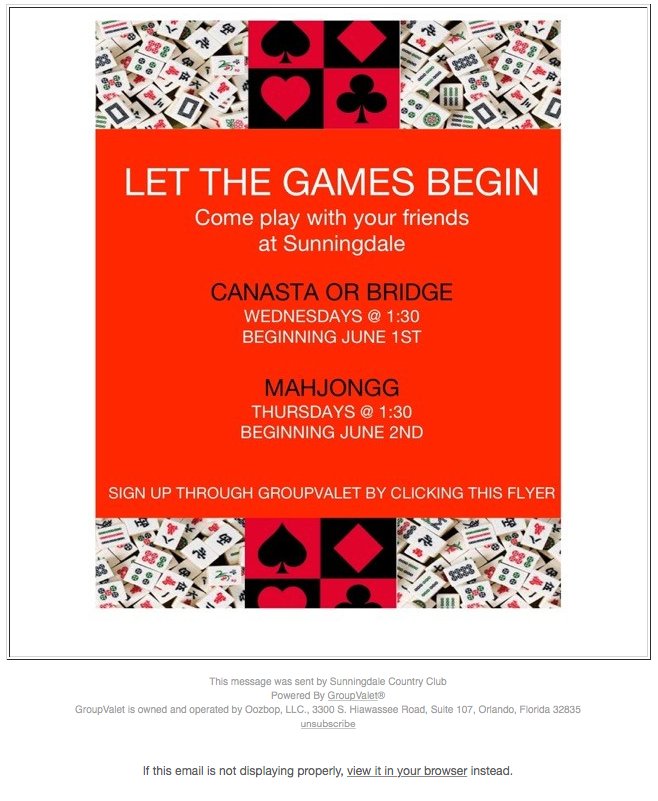 LET THE GAMES BEGIN
Come play with your friends
at Sunningdale
CANASTA OR BRIDGE
WEDNESDAYS @ 1:30
BEGINNING JUNE 1ST
MAHJONGG
THURSDAYS @ 1:30
BEGINNING JUNE 2ND
SIGN UP THROUGH GROUPVALET BY CLICKING THIS FLYER
This message was sent by Sunningdale Country Club
Powered By GroupValet®
GroupValet is owned and operated by Oozbop, LLC., 3300 S. Hiawassee Road, Suite 107, Orlando, Florida 32835
unsubscribe
If this email is not displaying properly, view it in your browser instead.